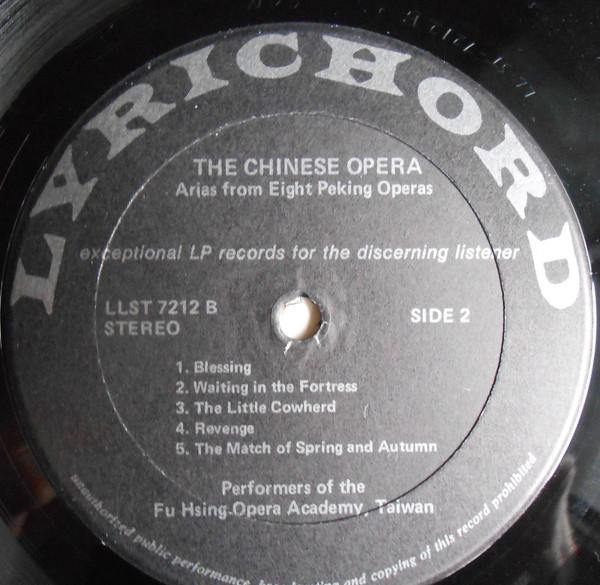 LYRICHORD
THE CHINESE OPERA
Arias from Eight Peking Operas
exceptional LP records for the discerning listener
LLST 7212 B
STEREO
SIDE 2
1. Blessing
2. Waiting in the Fortress
3. The Little Cowherd
4. Revenge
5. The Match of Spring and Autumn
Performers of the
Fu Hsing Opera Academy, Taiwan
unauthorized public performance, and copying of this record prohibited